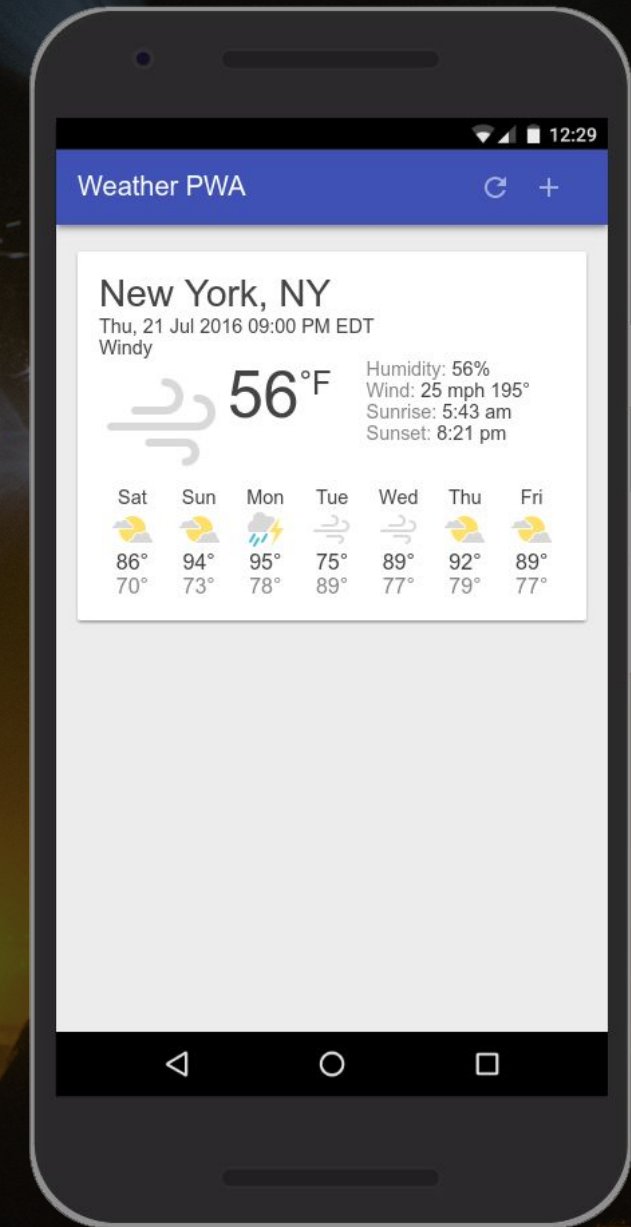 12:29
Weather PWA
New York, NY
Thu, 21 Jul 2016 09:00 PM EDT
Windy
56°F
Humidity: 56%
Wind: 25 mph 195°
Sunrise: 5:43 am
Sunset: 8:21 pm
Sat Sun Mon Tue Wed Thu Fri
86° 94° 95° 75° 89° 92° 89°
70° 73° 78° 89° 77° 79° 77°